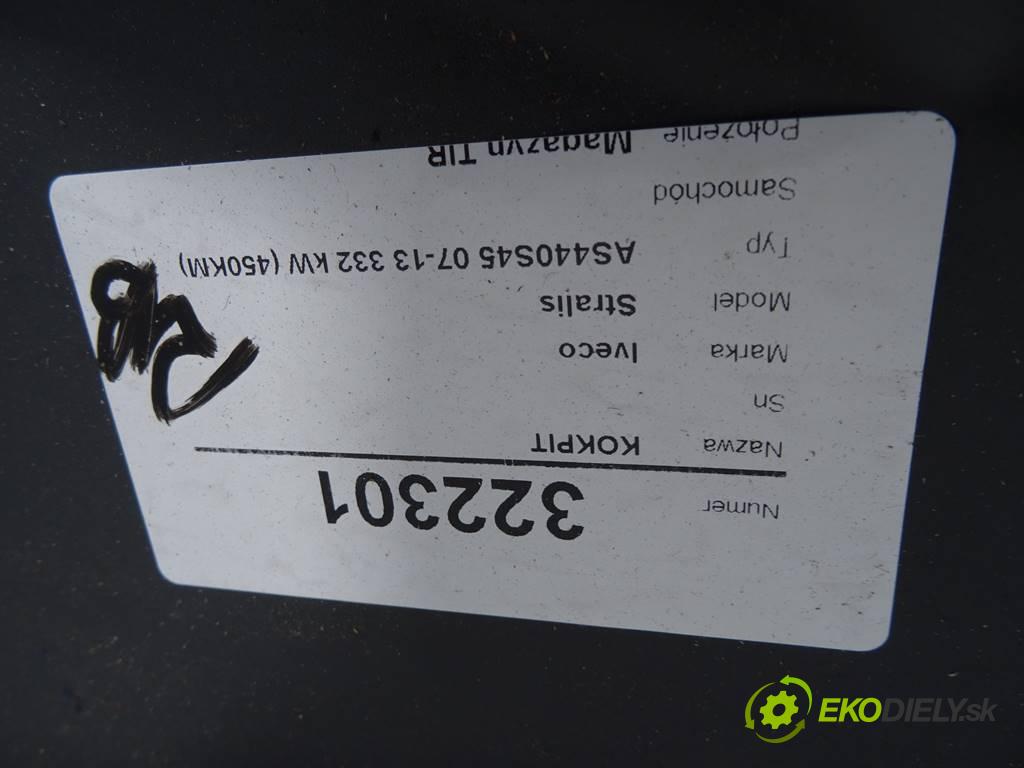 Numer 322301
Nazwa KOKPIT
Sn
Marka Iveco
Model Stralis
Typ AS440S45 07-13 332 kW (450KM)
Samochód
Położenie Magazyn TIR
EKODIELY.sk